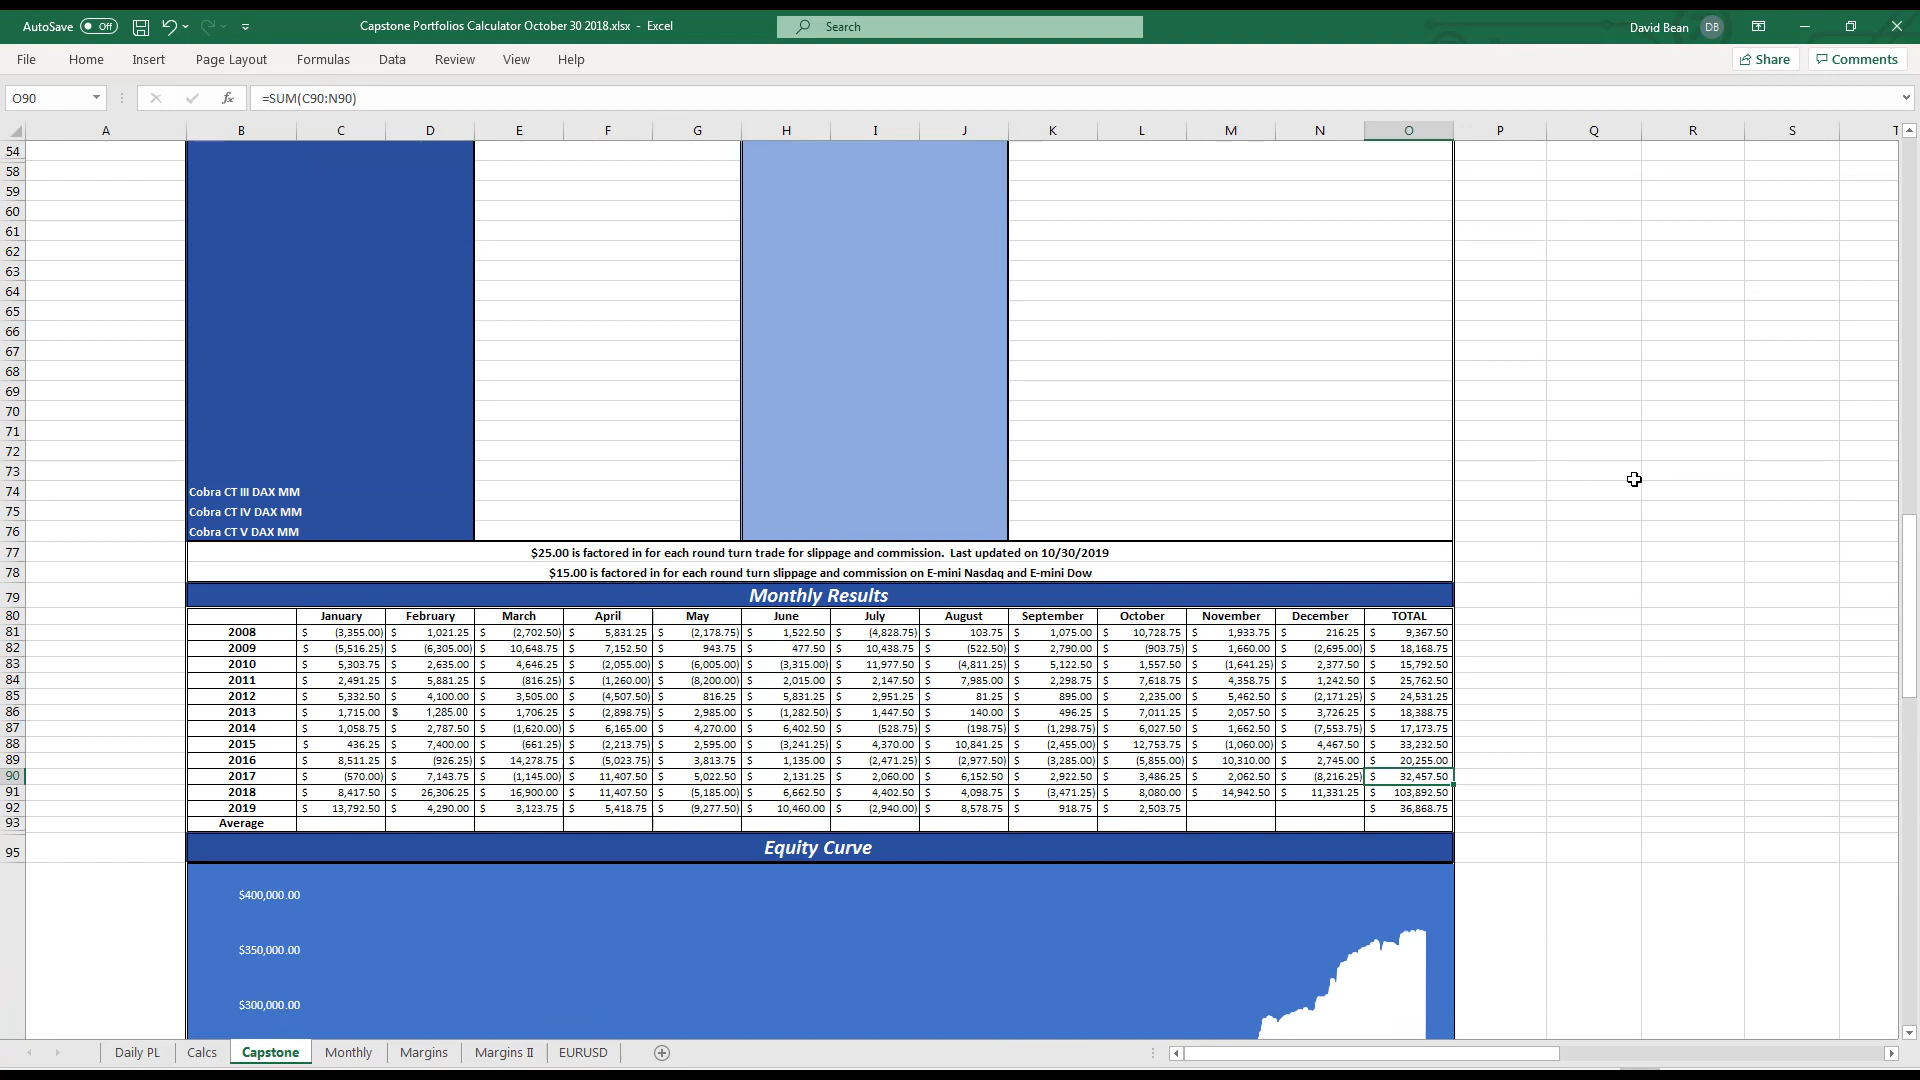 AutoSave Off Capstone Portfolios Calculator October 30 2018.xlsx - Excel Search David Bean DB
File Home Insert Page Layout Formulas Data Review View Help Share Comments
O90 fx =SUM(C90:N90)
A B C D E F G H I J K L M N O P Q R S T
54
58
59
60
61
62
63
64
65
66
67
68
69
70
71
72
73
74 Cobra CT III DAX MM
75 Cobra CT IV DAX MM
76 Cobra CT V DAX MM
77 $25.00 is factored in for each round turn trade for slippage and commission. Last updated on 10/30/2019
78 $15.00 is factored in for each round turn slippage and commission on E-mini Nasdaq and E-mini Dow
79 Monthly Results
80 January February March April May June July August September October November December TOTAL
81 2008 $ (3,355.00) $ 1,021.25 $ (2,702.50) $ 5,831.25 $ (2,178.75) $ 1,522.50 $ (4,828.75) $ 103.75 $ 1,075.00 $ 10,728.75 $ 1,933.75 $ 216.25 $ 9,367.50
82 2009 $ (5,516.25) $ (6,305.00) $ 10,648.75 $ 7,152.50 $ 943.75 $ 477.50 $ 10,438.75 $ (522.50) $ 2,790.00 $ (903.75) $ 1,660.00 $ (2,695.00) $ 18,168.75
83 2010 $ 5,303.75 $ 2,635.00 $ 4,646.25 $ (2,055.00) $ (6,005.00) $ (3,315.00) $ 11,977.50 $ (4,811.25) $ 5,122.50 $ 1,557.50 $ (1,641.25) $ 2,377.50 $ 15,792.50
84 2011 $ 2,491.25 $ 5,881.25 $ (816.25) $ (1,260.00) $ (8,200.00) $ 2,015.00 $ 2,147.50 $ 7,985.00 $ 2,298.75 $ 7,618.75 $ 4,358.75 $ 1,242.50 $ 25,762.50
85 2012 $ 5,332.50 $ 4,100.00 $ 3,505.00 $ (4,507.50) $ 816.25 $ 5,831.25 $ 2,951.25 $ 81.25 $ 895.00 $ 2,235.00 $ 5,462.50 $ (2,171.25) $ 24,531.25
86 2013 $ 1,715.00 $ 1,285.00 $ 1,706.25 $ (2,898.75) $ 2,985.00 $ (1,282.50) $ 1,447.50 $ 140.00 $ 496.25 $ 7,011.25 $ 2,057.50 $ 3,726.25 $ 18,388.75
87 2014 $ 1,058.75 $ 2,787.50 $ (1,620.00) $ 6,165.00 $ 4,270.00 $ 6,402.50 $ (528.75) $ (198.75) $ (1,298.75) $ 6,027.50 $ 1,662.50 $ (7,553.75) $ 17,173.75
88 2015 $ 436.25 $ 7,400.00 $ (661.25) $ (2,213.75) $ 2,595.00 $ (3,241.25) $ 4,370.00 $ 10,841.25 $ (2,455.00) $ 12,753.75 $ (1,060.00) $ 4,467.50 $ 33,232.50
89 2016 $ 8,511.25 $ (926.25) $ 14,278.75 $ (5,023.75) $ 3,813.75 $ 1,135.00 $ (2,471.25) $ (2,977.50) $ (3,285.00) $ (5,855.00) $ 10,310.00 $ 2,745.00 $ 20,255.00
90 2017 $ (570.00) $ 7,143.75 $ (1,145.00) $ 11,407.50 $ 5,022.50 $ 2,131.25 $ 2,060.00 $ 6,152.50 $ 2,922.50 $ 3,486.25 $ 2,062.50 $ (8,216.25) $ 32,457.50
91 2018 $ 8,417.50 $ 26,306.25 $ 16,900.00 $ 11,407.50 $ (5,185.00) $ 6,662.50 $ 4,402.50 $ 4,098.75 $ (3,471.25) $ 8,080.00 $ 14,942.50 $ 11,331.25 $ 103,892.50
92 2019 $ 13,792.50 $ 4,290.00 $ 3,123.75 $ 5,418.75 $ (9,277.50) $ 10,460.00 $ (2,940.00) $ 8,578.75 $ 918.75 $ 2,503.75 $ 36,868.75
93 Average
95 Equity Curve
$400,000.00
$350,000.00
$300,000.00
Daily PL Calcs Capstone Monthly Margins Margins II EURUSD